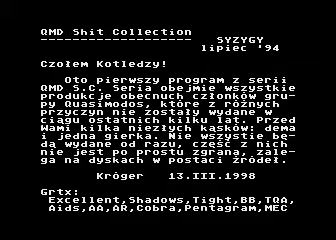 QMD Shit Collection
--------------------
SYZYGY
lipiec '94
Czołem Kotledzy!
Oto pierwszy program z serii
QMD S.C. Seria obejmie wszystkie
produkcje obecnych członków gru-
py Quasimodos, które z różnych
przyczyn nie zostały wydane w
ciągu ostatnich kilku lat. Przed
Wami kilka niezłych kąsków: dema
i jedna gierka. Nie wszystkie bę-
dą wydane od razu, część z nich
nie jest po prostu zgrana, zale-
ga na dyskach w postaci źródeł.
Króger 13.III.1998
Grtx:
Excellent,Shadows,Tight,BB,TQA,
Aids,AA,AR,Cobra,Pentagram,MEC